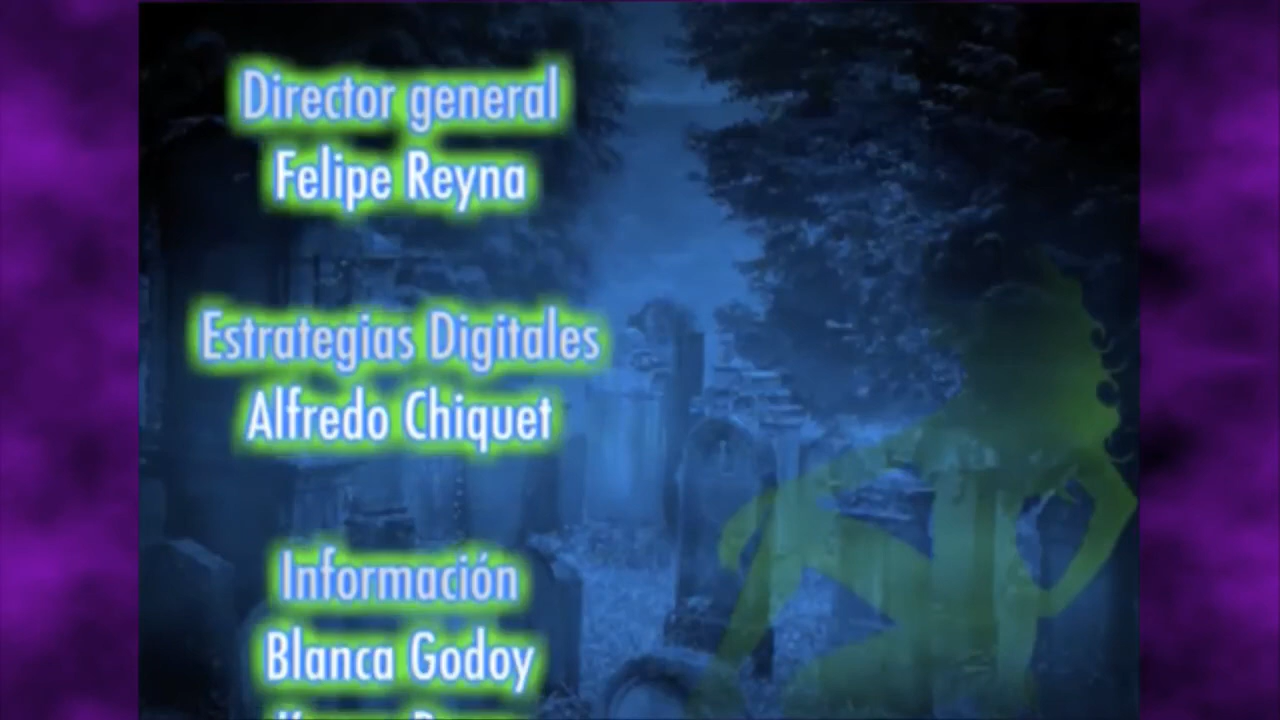 Director general
Felipe Reyna
Estrategias Digitales
Alfredo Chiquet
Información
Blanca Godoy